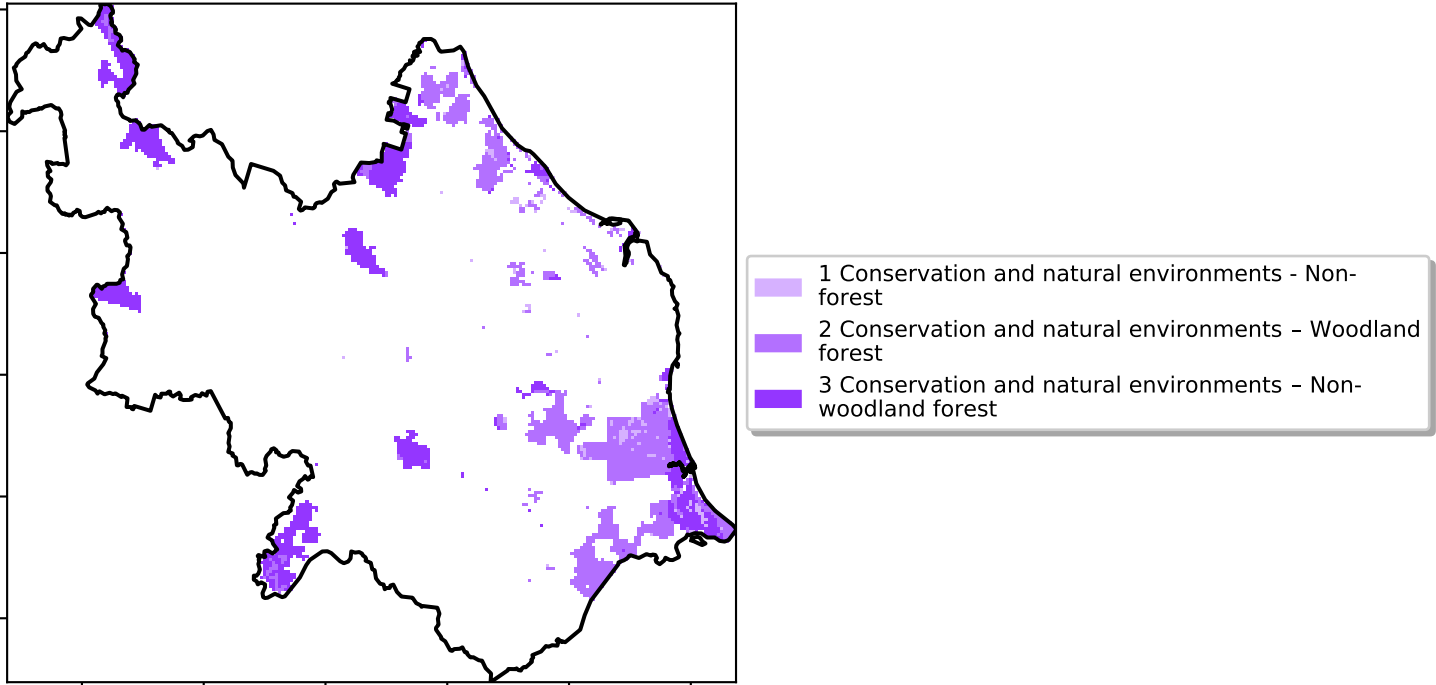 1 Conservation and natural environments - Non-
forest
2 Conservation and natural environments – Woodland
forest
3 Conservation and natural environments – Non-
woodland forest